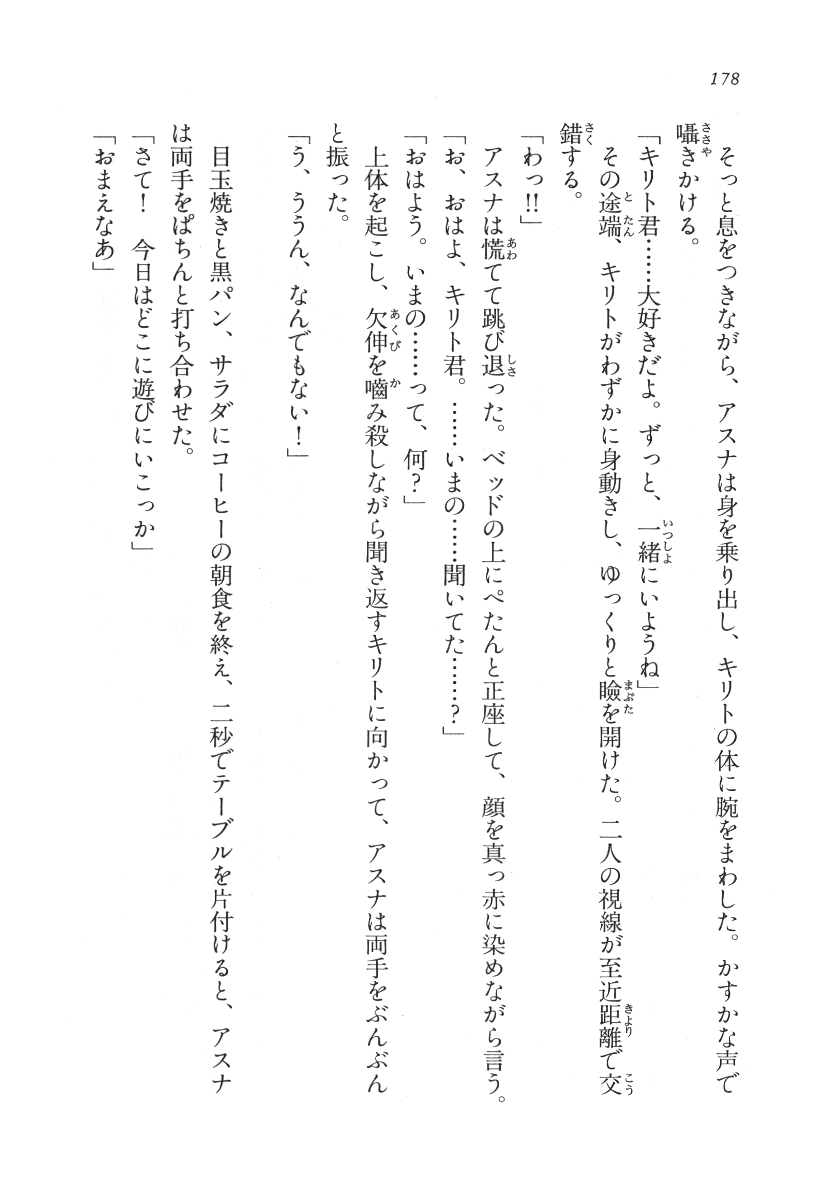 178
そっと息をつきながら、アスナは身を乗り出し、キリトの体に腕をまわした。かすかな声で
囁きかける。
「キリト君……大好きだよ。ずっと、一緒にいようね」
その途端、キリトがわずかに身動きし、ゆっくりと瞼を開けた。二人の視線が至近距離で交
錯する。
「わっ!!」
アスナは慌てて跳び退った。ベッドの上にぺたんと正座して、顔を真っ赤に染めながら言う。
「お、おはよ、キリト君。……いまの……聞いてた……?」
「おはよう。いまの……って、何?」
上体を起こし、欠伸を嚙み殺しながら聞き返すキリトに向かって、アスナは両手をぶんぶん
と振った。
「う、ううん、なんでもない!」
目玉焼きと黒パン、サラダにコーヒーの朝食を終え、二秒でテーブルを片付けると、アスナ
は両手をぱちんと打ち合わせた。
「さて! 今日はどこに遊びにいこっか」
「おまえなあ」